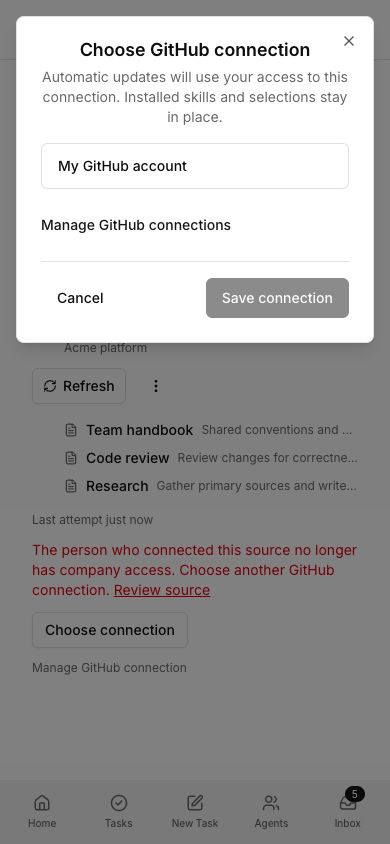 Choose GitHub connection
Automatic updates will use your access to this
connection. Installed skills and selections stay
in place.
My GitHub account
Manage GitHub connections
Cancel
Save connection
Acme platform
Refresh
Team handbook Shared conventions and ...
Code review Review changes for correctne...
Research Gather primary sources and write...
Last attempt just now
The person who connected this source no longer
has company access. Choose another GitHub
connection. Review source
Choose connection
Manage GitHub connection
5
Home
Tasks
New Task
Agents
Inbox